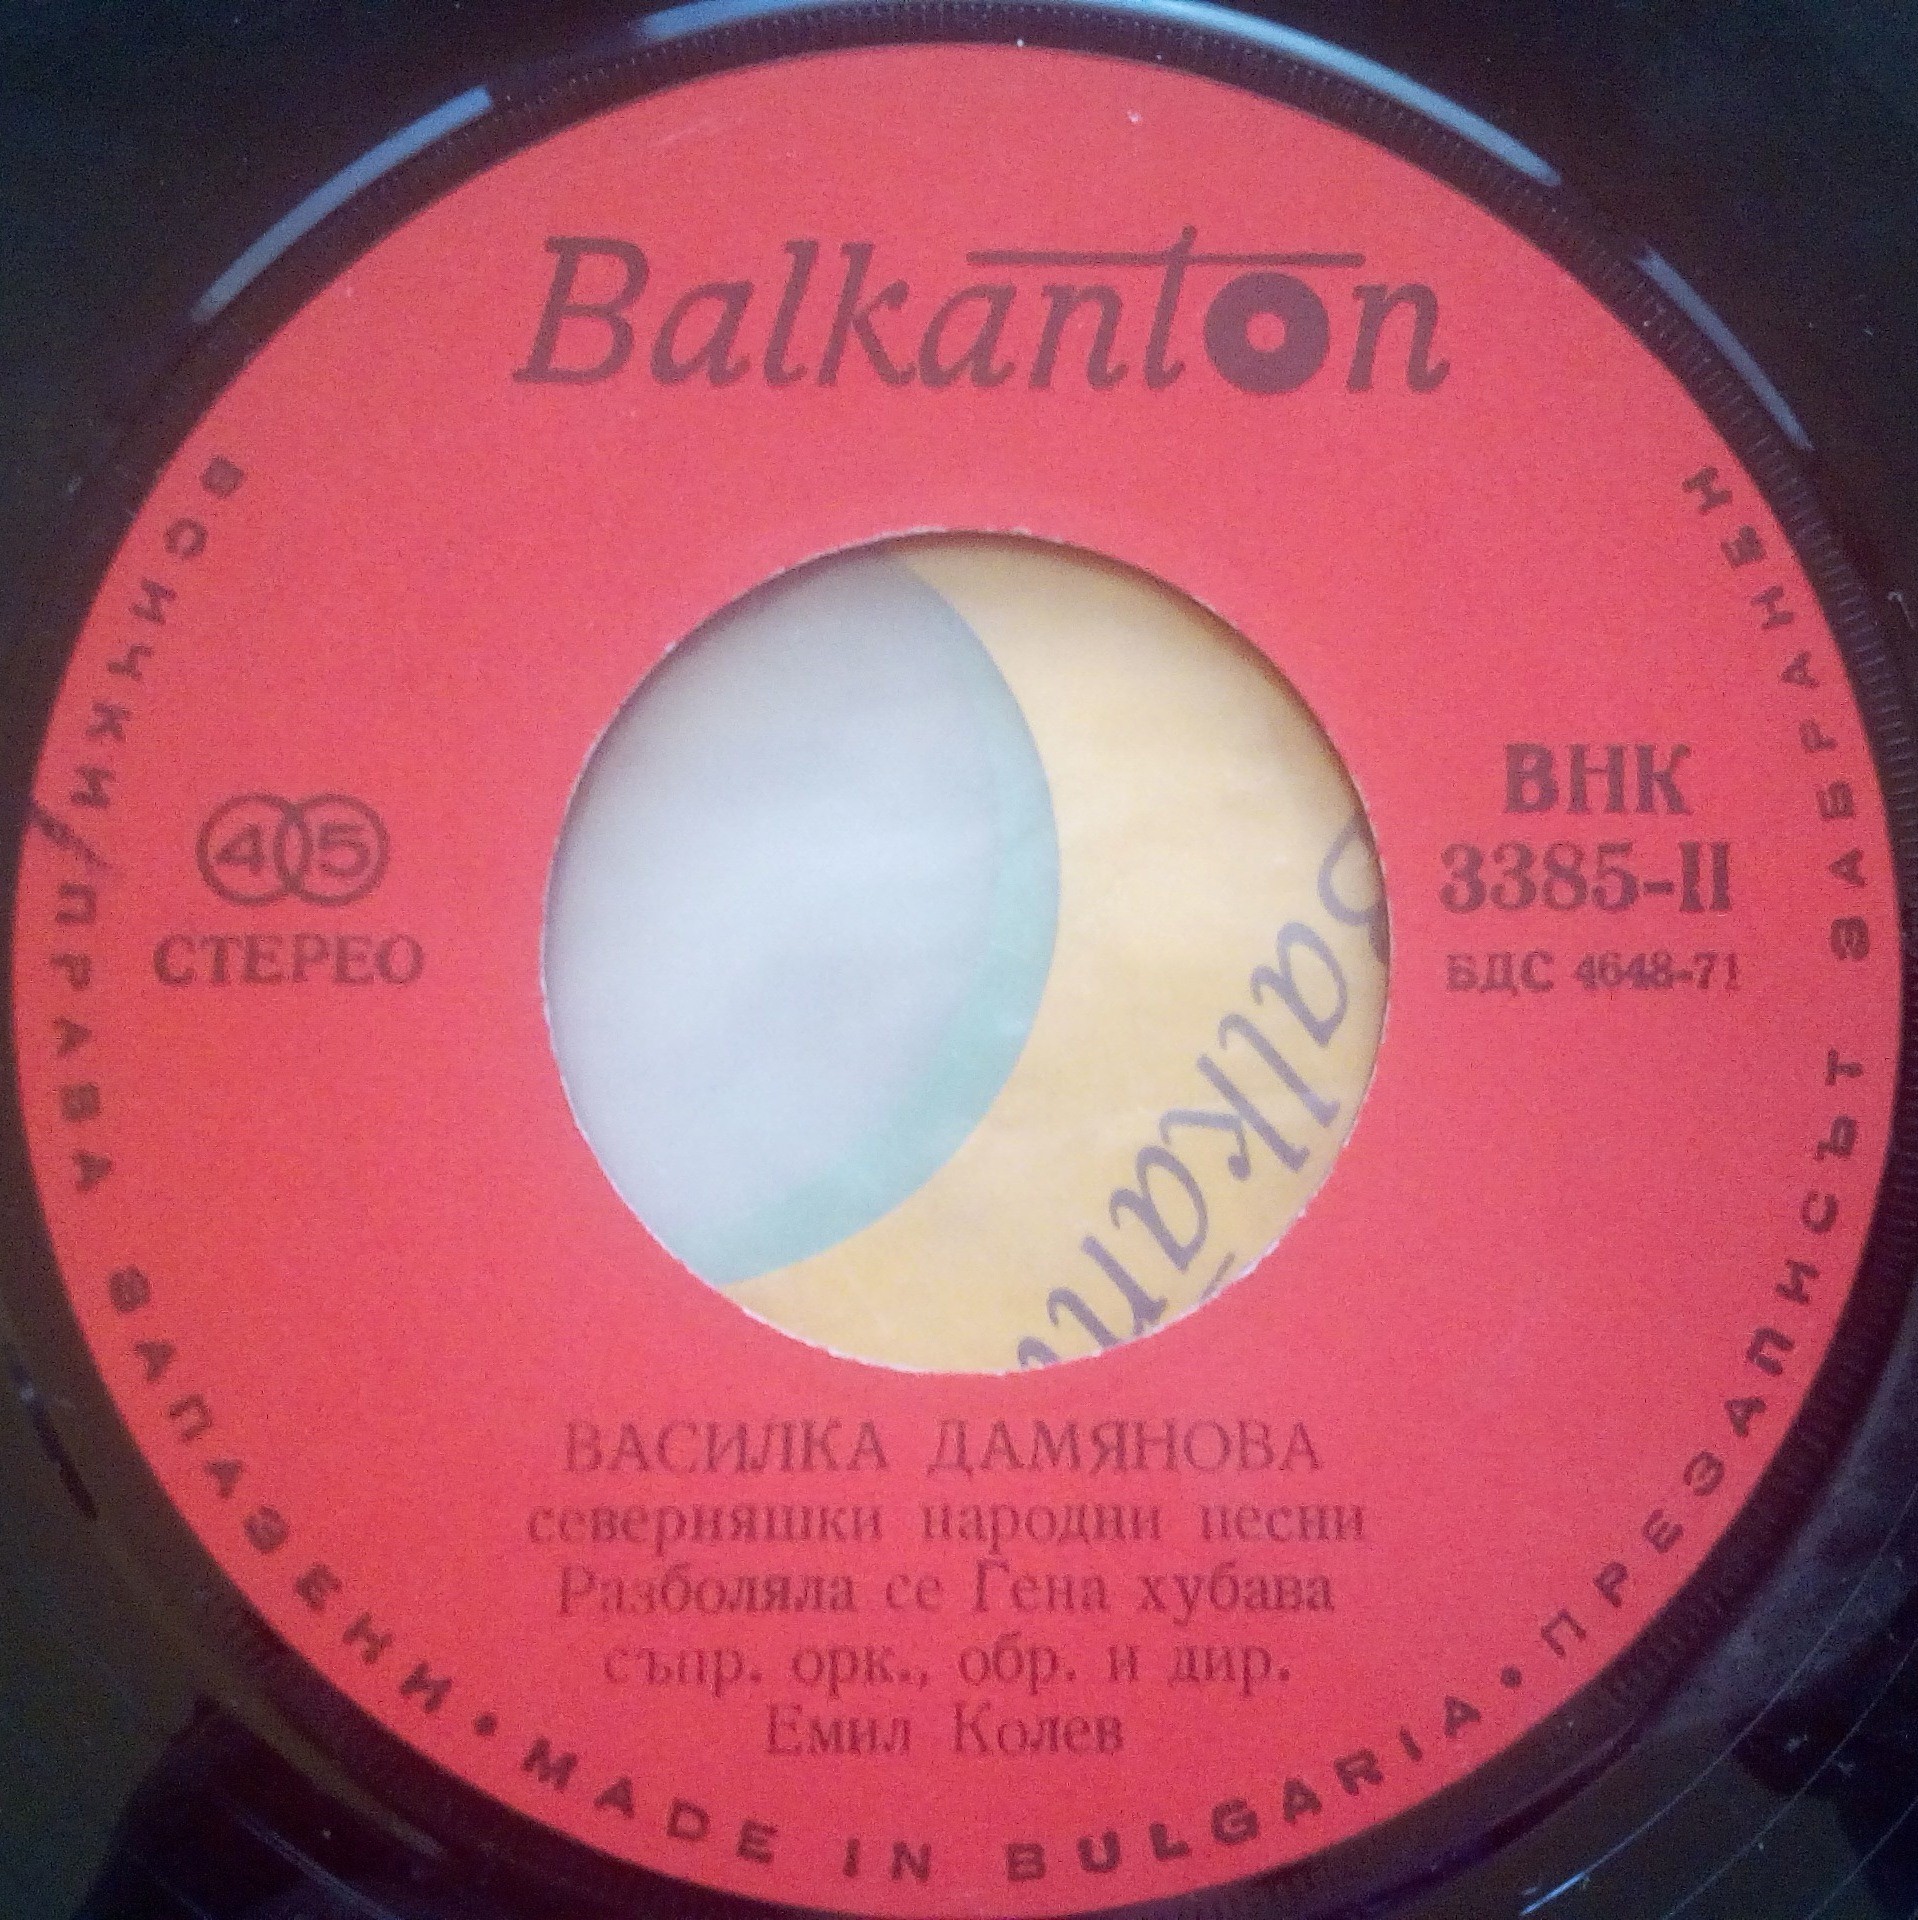 Balkanton
45
СТЕРЕО
ВНК
3385-II
БДС 4648-71
ВАСИЛКА ДАМЯНОВА
северняшки народни песни
Разболяла се Гена хубава
съпр. орк., обр. и дир.
Емил Колев
ВСИЧКИ ПРАВА ЗАПАЗЕНИ • MADE IN BULGARIA • ПРЕЗАПИСЪТ ЗАБРАНЕН